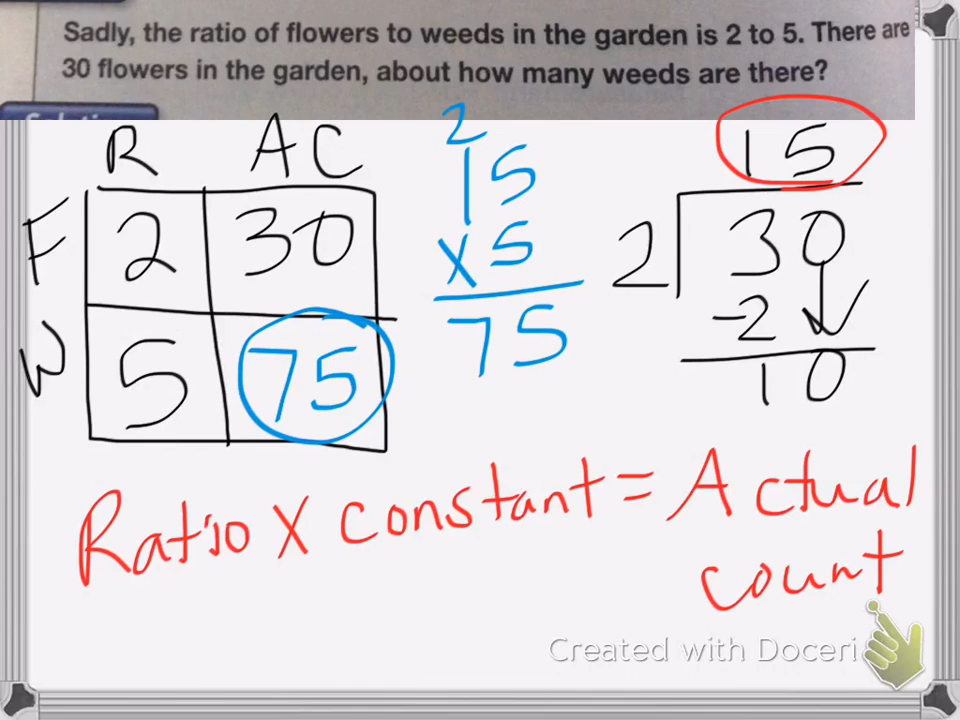 Sadly, the ratio of flowers to weeds in the garden is 2 to 5. There are
30 flowers in the garden, about how many weeds are there?
R AC
F 2 30
W 5 75
2
15
x 5
75
15
2 30
-2
10
Ratio X constant = Actual
count
Created with Doceri